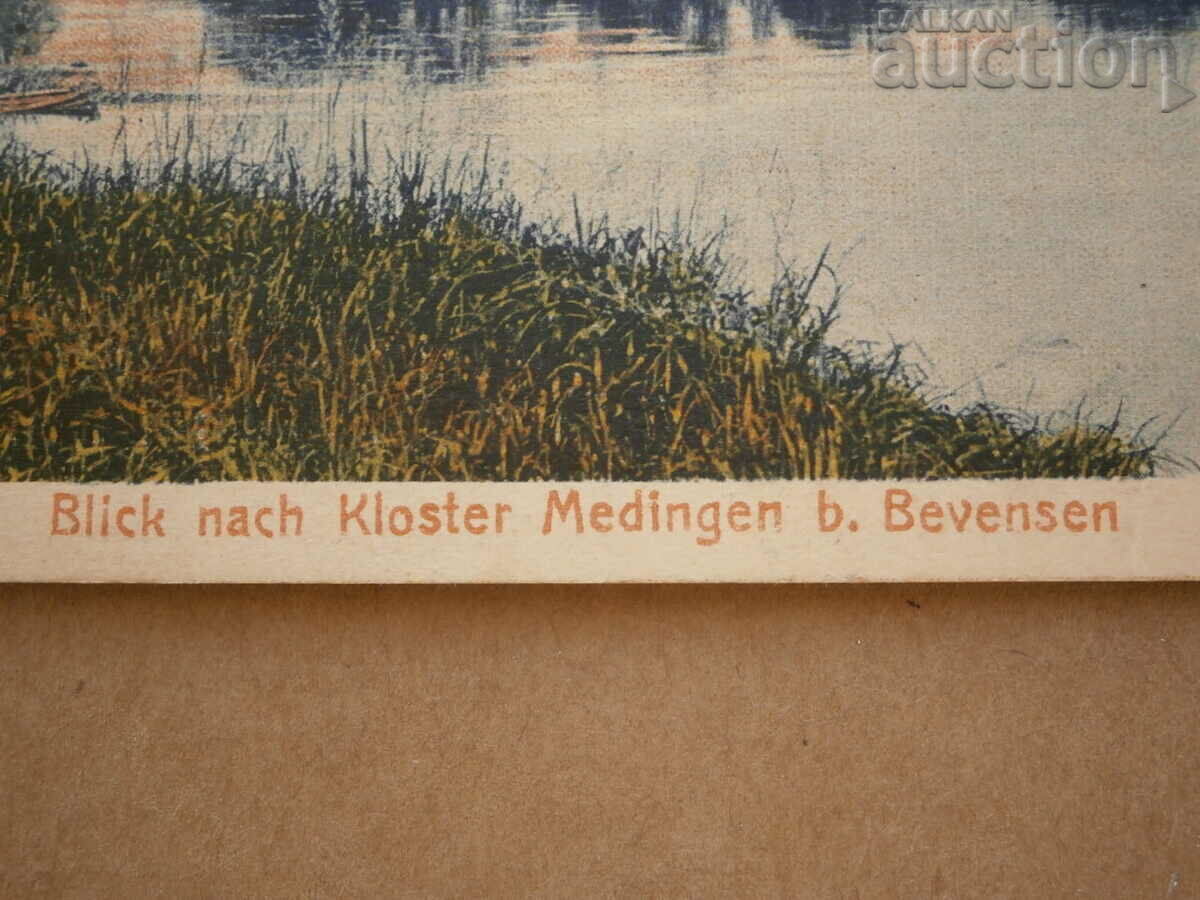 BALKAN
auction
Blick nach Kloster Medingen b. Bevensen